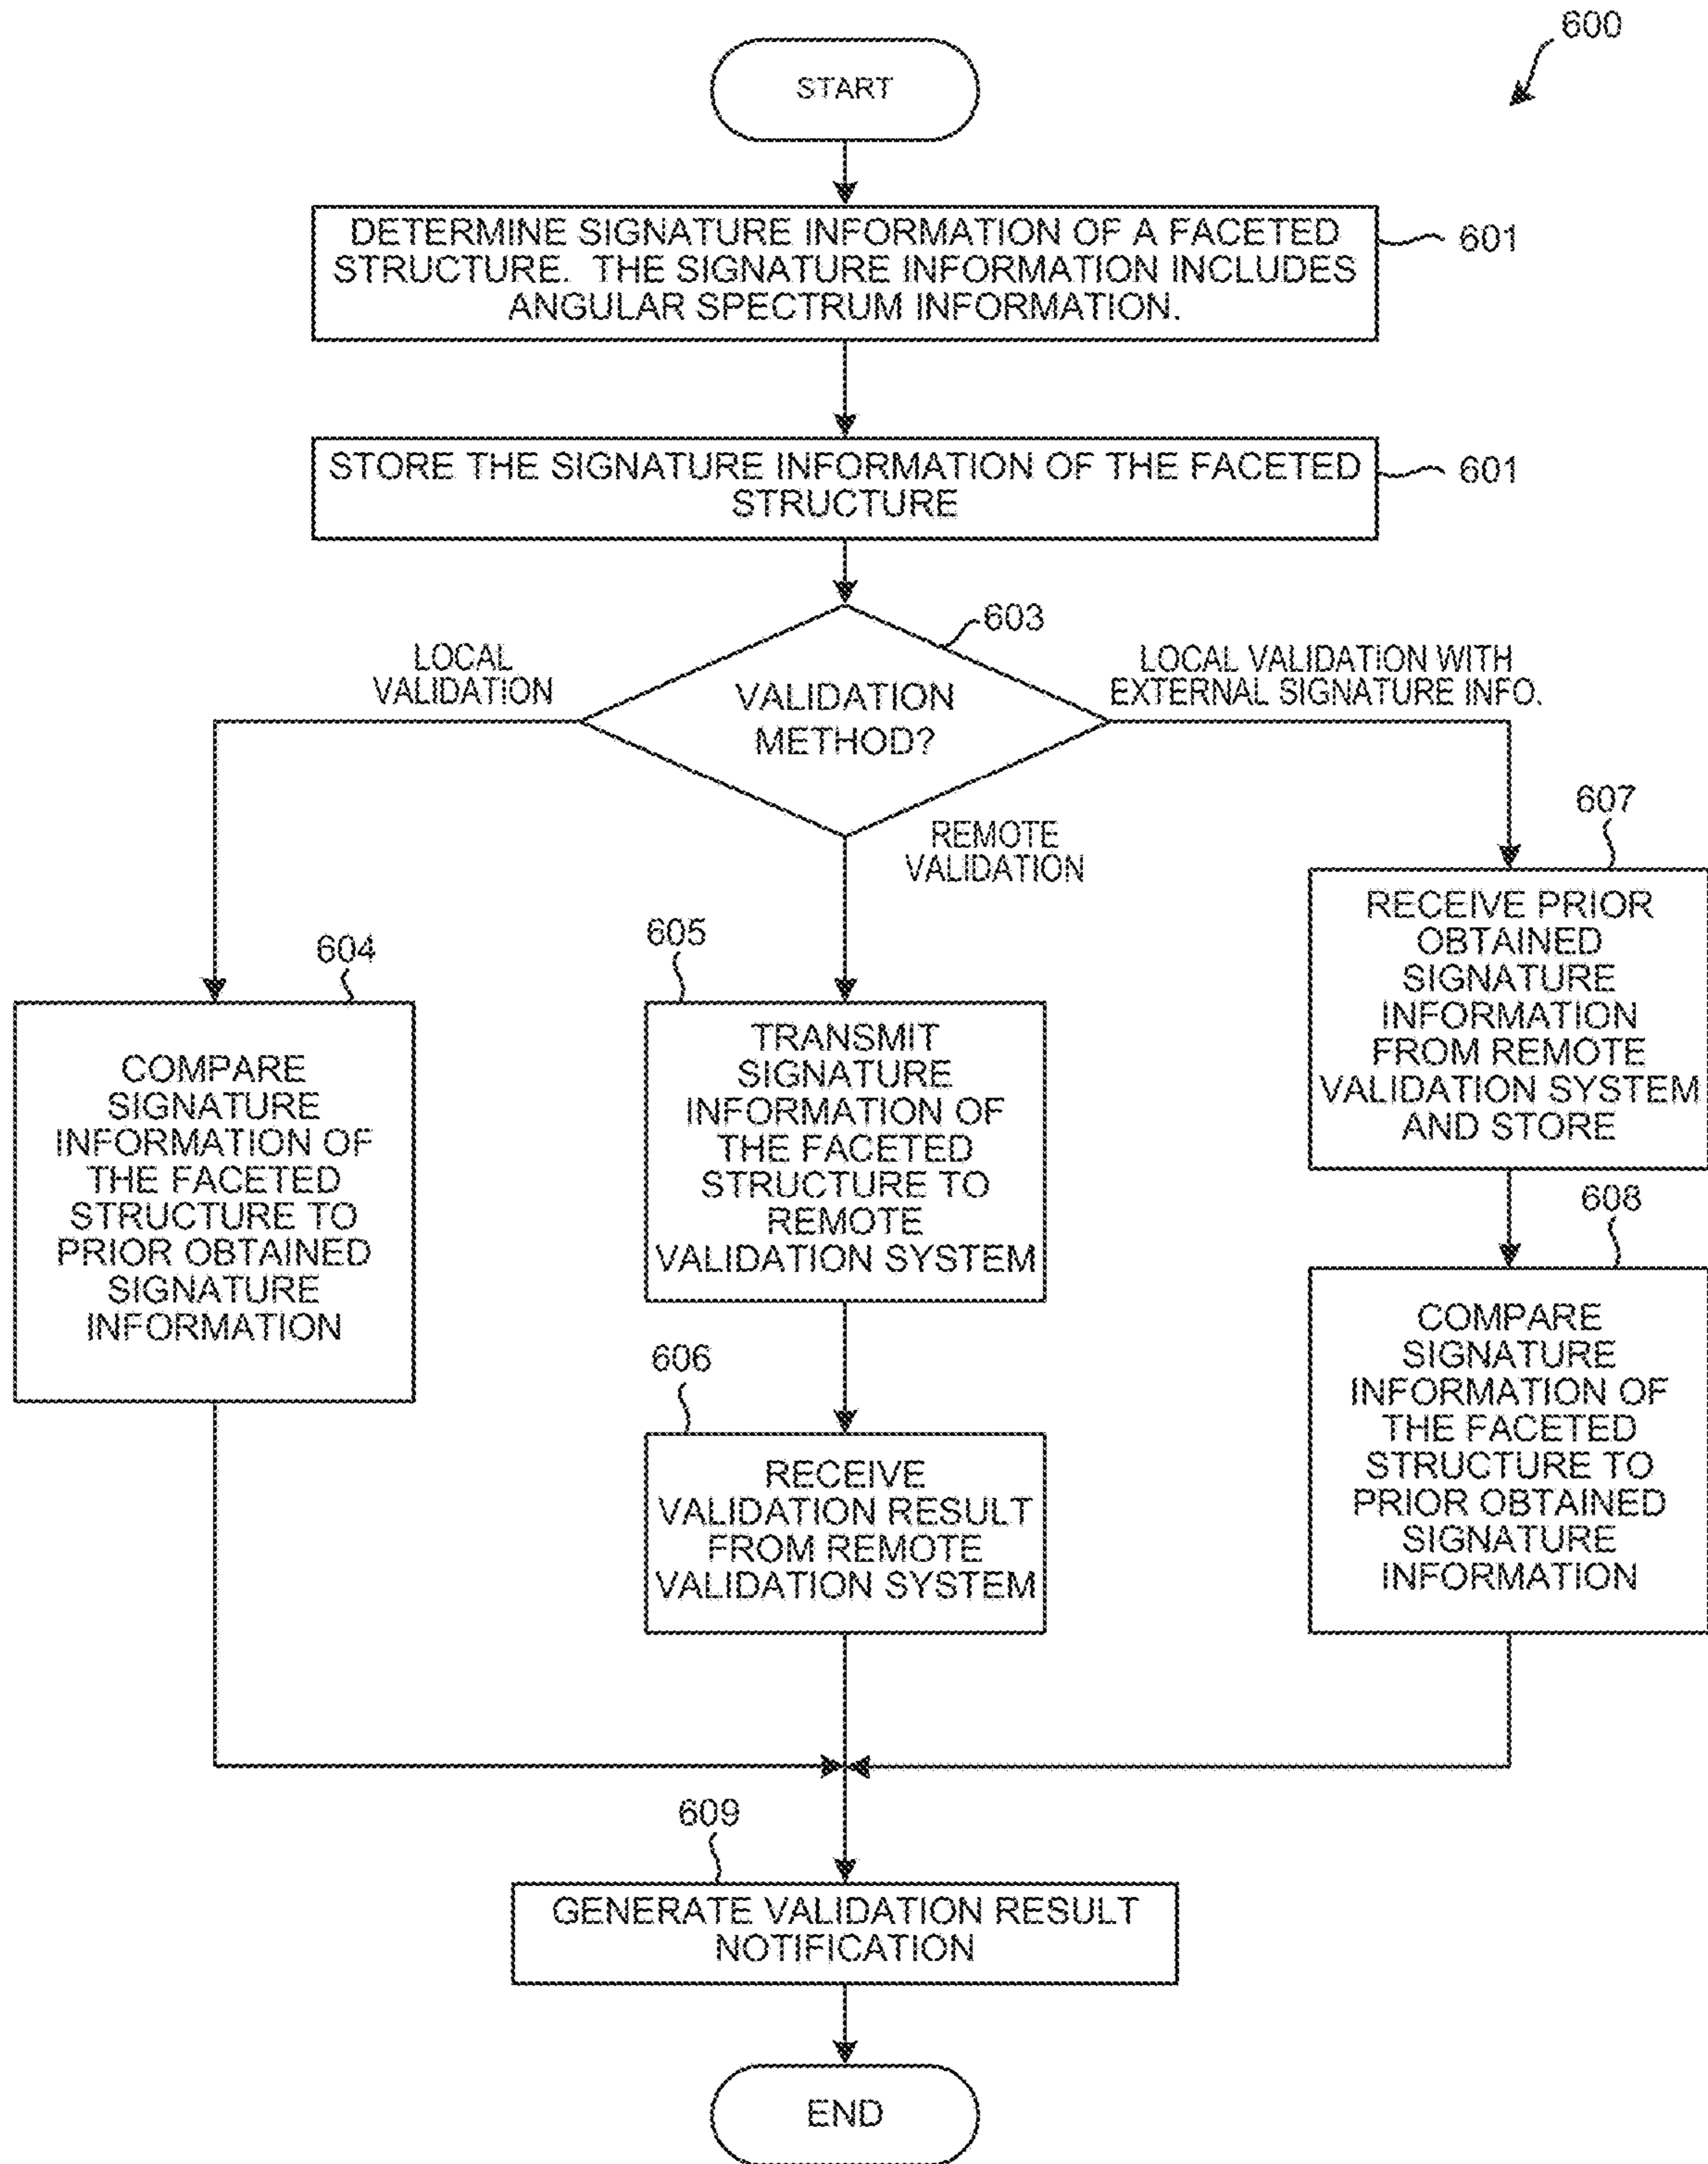 600
START
DETERMINE SIGNATURE INFORMATION OF A FACETED
STRUCTURE. THE SIGNATURE INFORMATION INCLUDES
ANGULAR SPECTRUM INFORMATION.
601
STORE THE SIGNATURE INFORMATION OF THE FACETED
STRUCTURE
601
603
VALIDATION
METHOD?
LOCAL
VALIDATION
REMOTE
VALIDATION
LOCAL VALIDATION WITH
EXTERNAL SIGNATURE INFO.
604
COMPARE
SIGNATURE
INFORMATION OF
THE FACETED
STRUCTURE TO
PRIOR OBTAINED
SIGNATURE
INFORMATION
605
TRANSMIT
SIGNATURE
INFORMATION OF
THE FACETED
STRUCTURE TO
REMOTE
VALIDATION SYSTEM
606
RECEIVE
VALIDATION RESULT
FROM REMOTE
VALIDATION SYSTEM
607
RECEIVE PRIOR
OBTAINED
SIGNATURE
INFORMATION
FROM REMOTE
VALIDATION SYSTEM
AND STORE
608
COMPARE
SIGNATURE
INFORMATION OF
THE FACETED
STRUCTURE TO
PRIOR OBTAINED
SIGNATURE
INFORMATION
609
GENERATE VALIDATION RESULT
NOTIFICATION
END